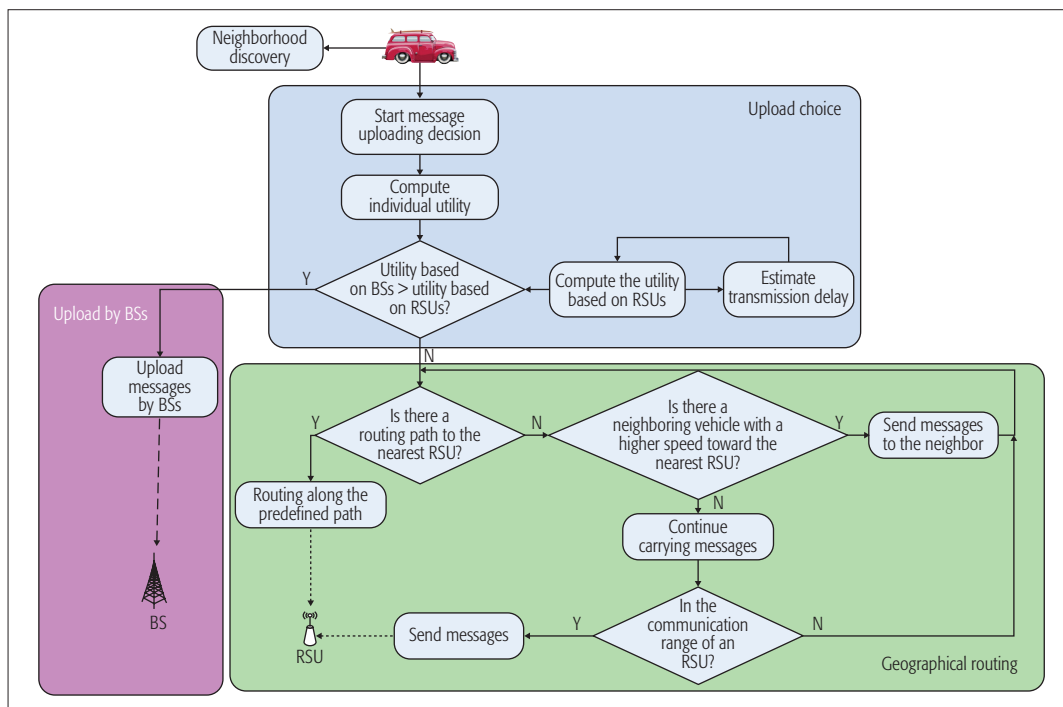 Neighborhood
discovery
Upload choice
Start message
uploading decision
Compute
individual utility
Y
Utility based
on BSs > utility based
on RSUs?
Compute the utility
based on RSUs
Estimate
transmission delay
Upload by BSs
N
Upload
messages
by BSs
Y
Is there a
routing path to the
nearest RSU?
N
Is there a
neighboring vehicle with a
higher speed toward the
nearest RSU?
Y
Send messages
to the neighbor
Routing along the
predefined path
N
Continue
carrying messages
BS
RSU
Send messages
Y
In the
communication
range of an
RSU?
N
Geographical routing